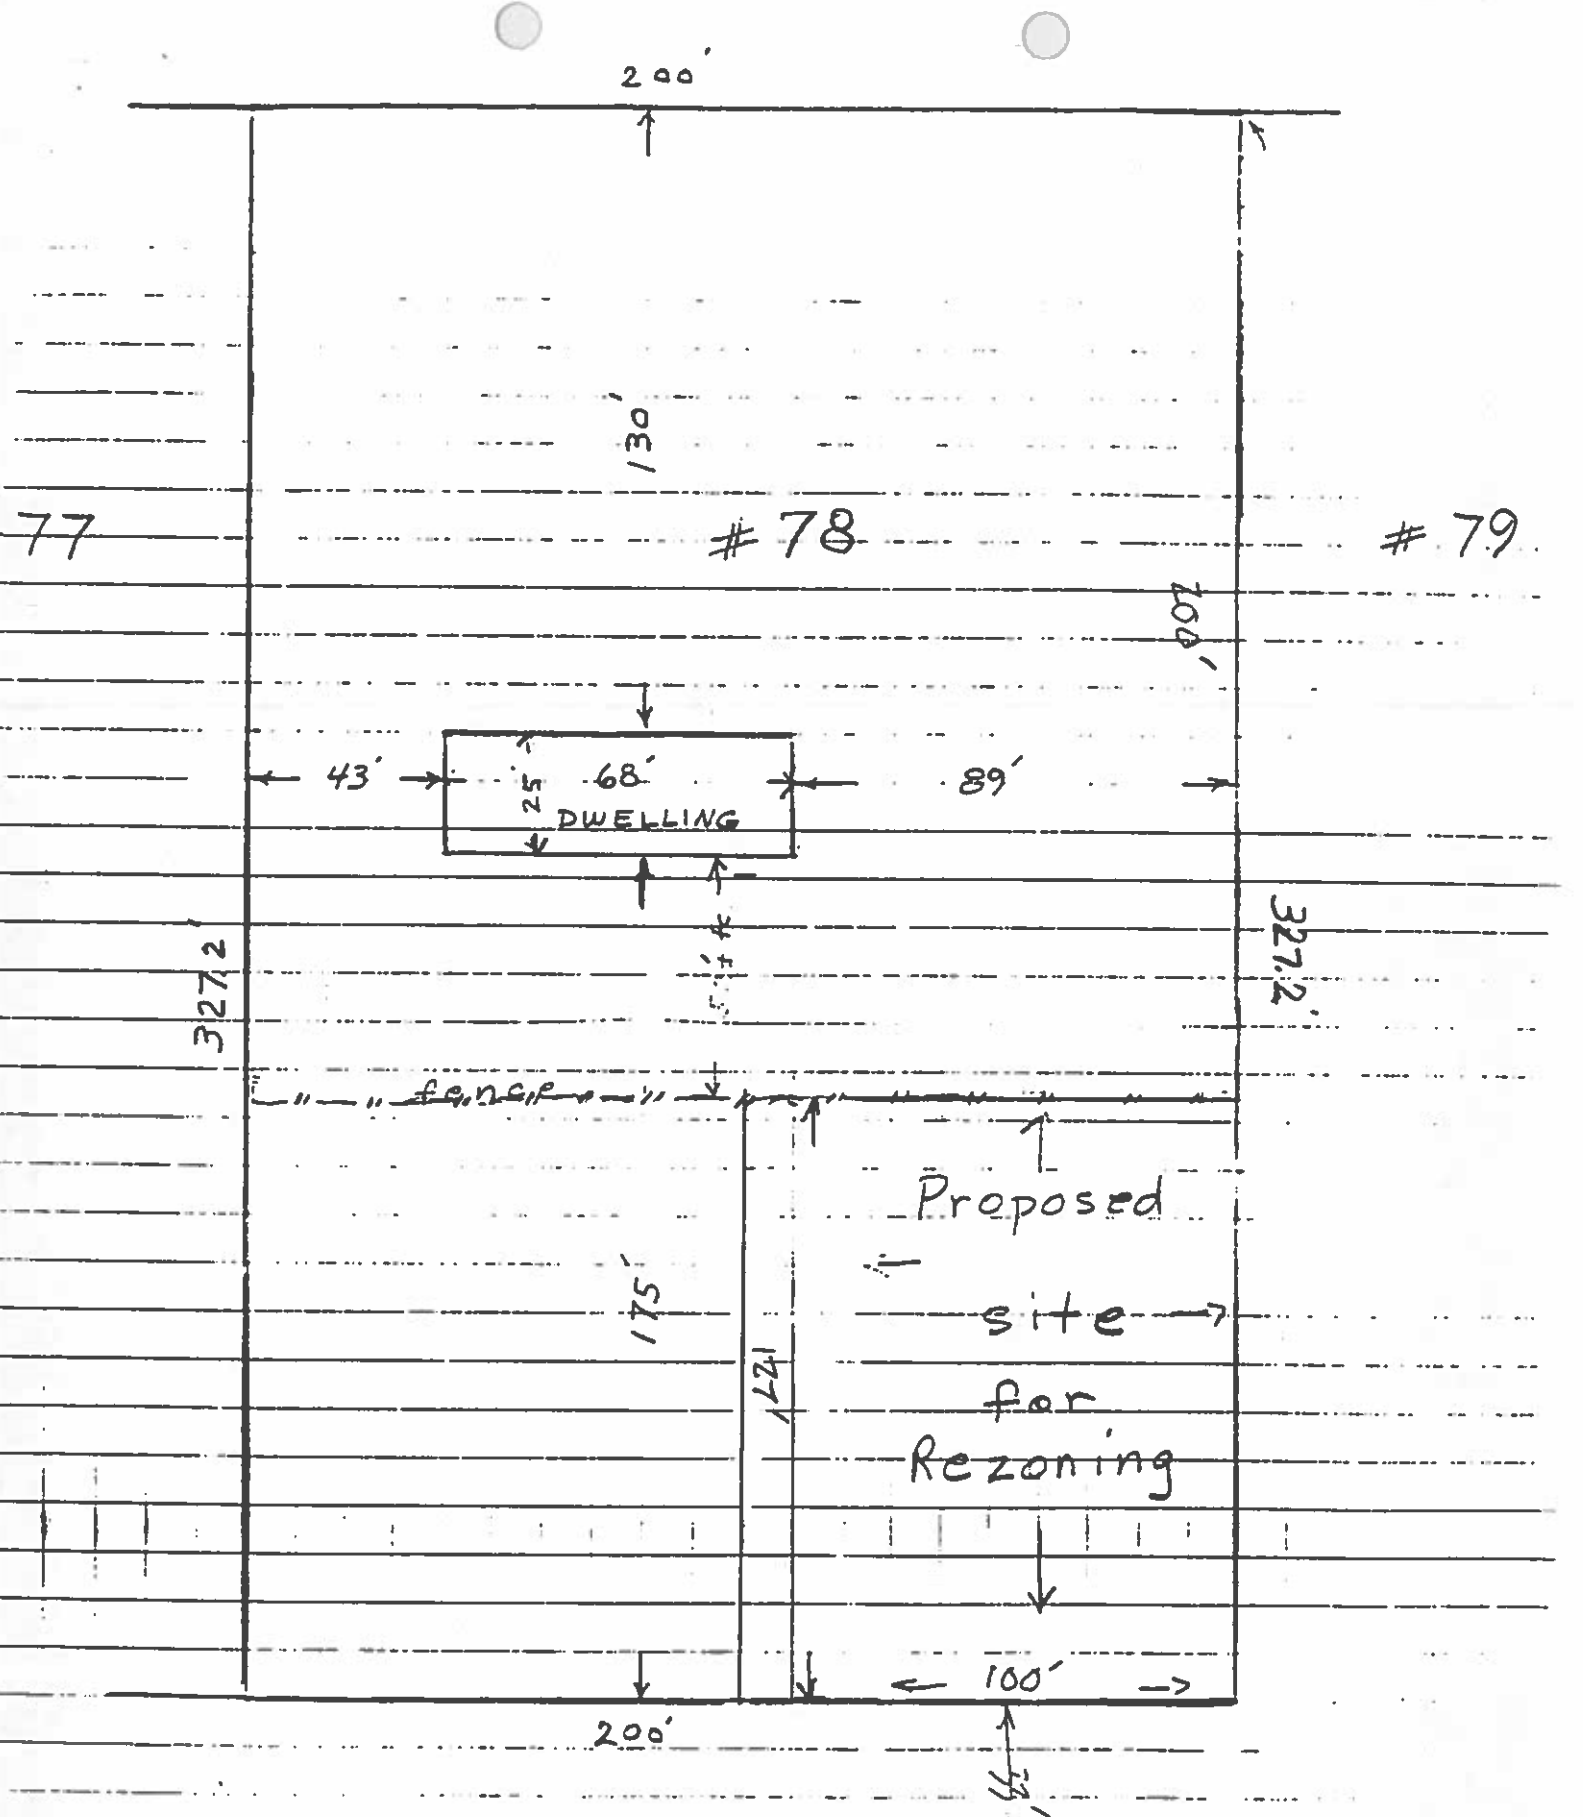 200'
130'
77
# 78
# 79
200'
43'
25'
68'
89'
DWELLING
327.2'
327.2'
fence
Proposed
175'
site
127'
for
Rezoning
100'
200'